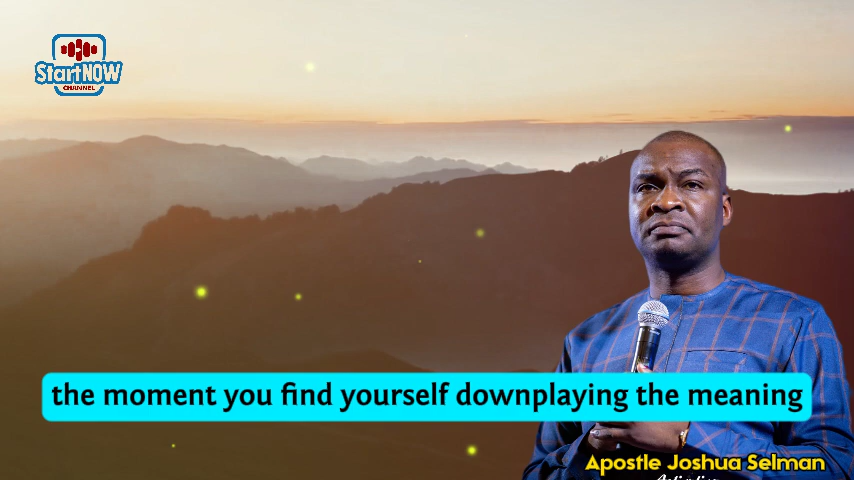 StartNOW
CHANNEL
the moment you find yourself downplaying the meaning
Apostle Joshua Selman